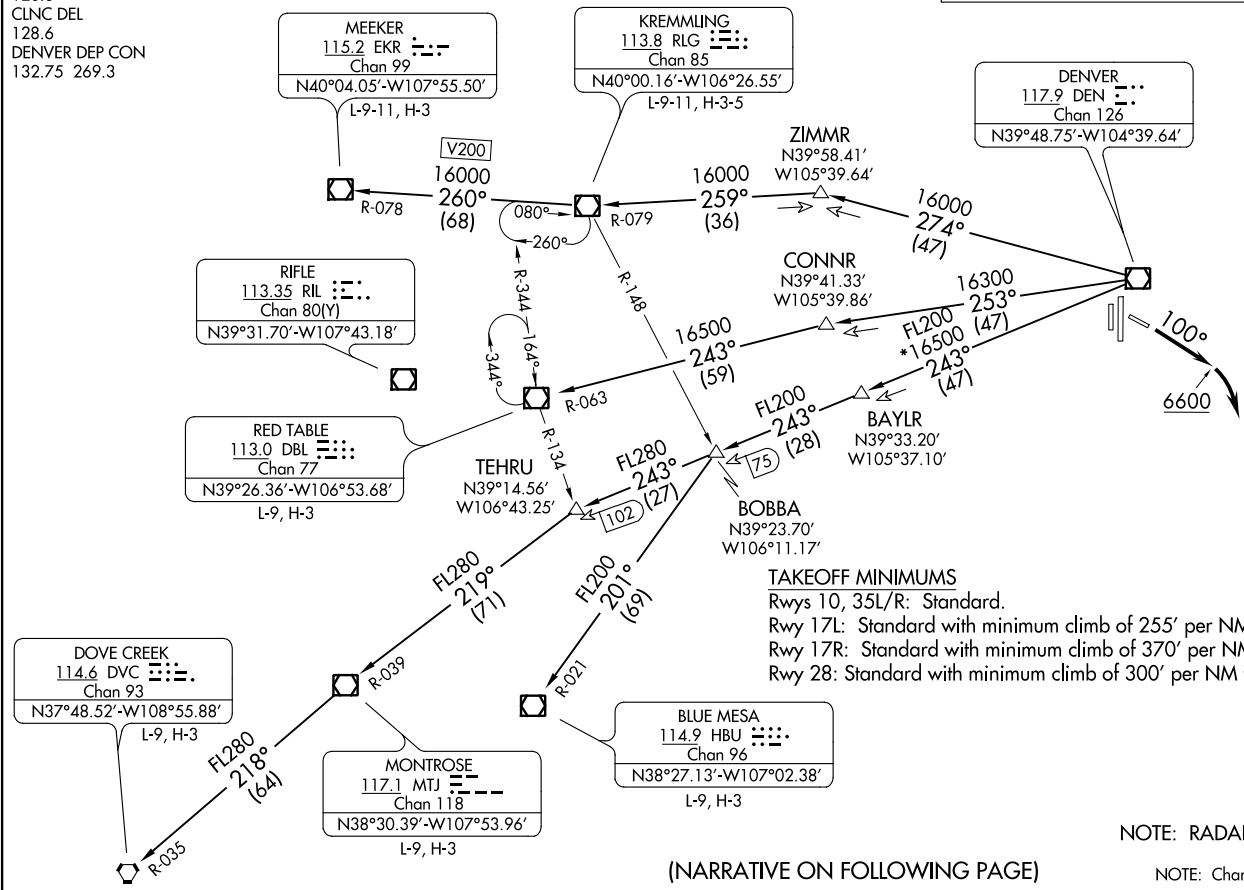 CLNC DEL
128.6
DENVER DEP CON
132.75 269.3
MEEKER
115.2 EKR
Chan 99
N40°04.05′-W107°55.50′
L-9-11, H-3
KREMMLING
113.8 RLG
Chan 85
N40°00.16′-W106°26.55′
L-9-11, H-3-5
DENVER
117.9 DEN
Chan 126
N39°48.75′-W104°39.64′
ZIMMR
N39°58.41′
W105°39.64′
V200
16000
260°
(68)
R-078
080°
260°
R-079
16000
259°
(36)
16000
274°
(47)
CONNR
N39°41.33′
W105°39.86′
16300
253°
(47)
RIFLE
113.35 RIL
Chan 80(Y)
N39°31.70′-W107°43.18′
R-344
164°
344°
R-148
16500
243°
(59)
R-063
FL200
*16500
243°
(47)
100°
6600
BAYLR
N39°33.20′
W105°37.10′
FL200
243°
(28)
RED TABLE
113.0 DBL
Chan 77
N39°26.36′-W106°53.68′
L-9, H-3
R-134
TEHRU
N39°14.56′
W106°43.25′
FL280
243°
(27)
75
102
BOBBA
N39°23.70′
W106°11.17′
FL280
219°
(71)
FL200
201°
(69)
TAKEOFF MINIMUMS
Rwys 10, 35L/R: Standard.
Rwy 17L: Standard with minimum climb of 255′ per NM
Rwy 17R: Standard with minimum climb of 370′ per NM
Rwy 28: Standard with minimum climb of 300′ per NM
DOVE CREEK
114.6 DVC
Chan 93
N37°48.52′-W108°55.88′
L-9, H-3
R-039
R-021
FL280
218°
(64)
R-035
MONTROSE
117.1 MTJ
Chan 118
N38°30.39′-W107°53.96′
L-9, H-3
BLUE MESA
114.9 HBU
Chan 96
N38°27.13′-W107°02.38′
L-9, H-3
NOTE: RADAR
(NARRATIVE ON FOLLOWING PAGE)
NOTE: